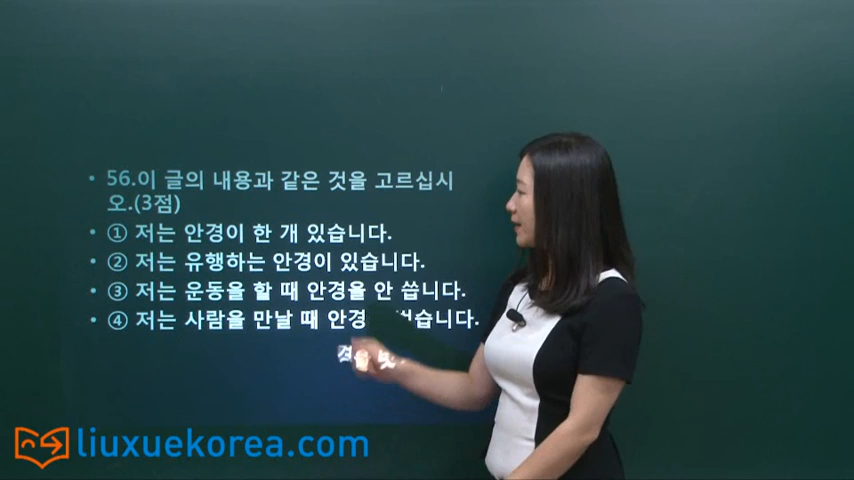 • 56.이 글의 내용과 같은 것을 고르십시
오.(3점)
• ① 저는 안경이 한 개 있습니다.
• ② 저는 유행하는 안경이 있습니다.
• ③ 저는 운동을 할 때 안경을 안 씁니다.
• ④ 저는 사람을 만날 때
liuxuekorea.com